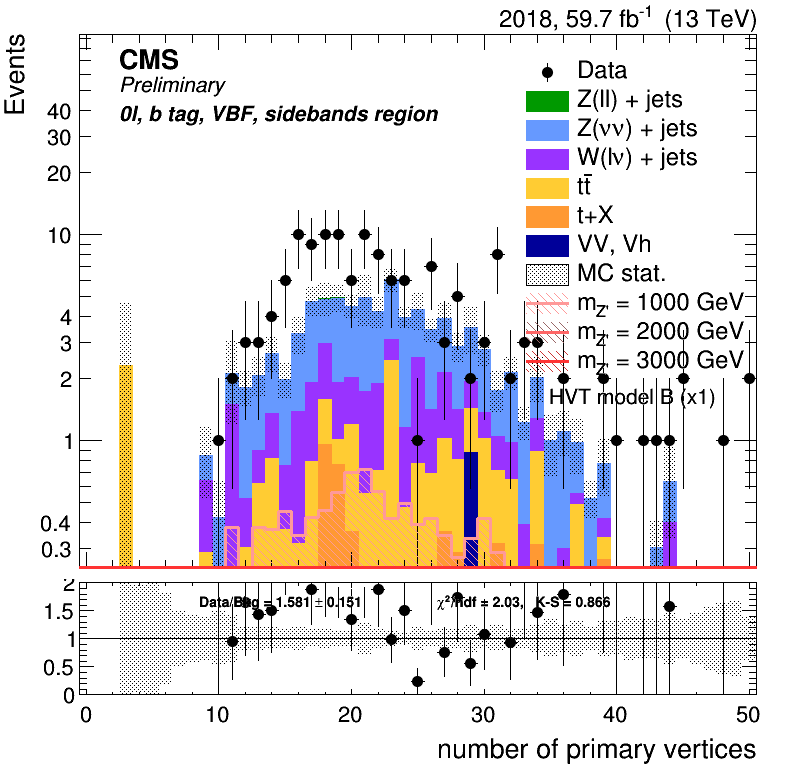 2018, 59.7 fb⁻¹ (13 TeV)
Events
CMS
Preliminary
0l, b tag, VBF, sidebands region
Data
Z(ll) + jets
Z(νν) + jets
W(lν) + jets
tt̄
t+X
VV, Vh
MC stat.
m_Z' = 1000 GeV
m_Z' = 2000 GeV
m_Z' = 3000 GeV
HVT model B (x1)
40
30
20
10
4
3
2
1
0.4
0.3
Data/Bkg = 1.581 ± 0.151
χ²/ndf = 2.03, K-S = 0.866
2
1.5
1
0.5
0
0 10 20 30 40 50
number of primary vertices